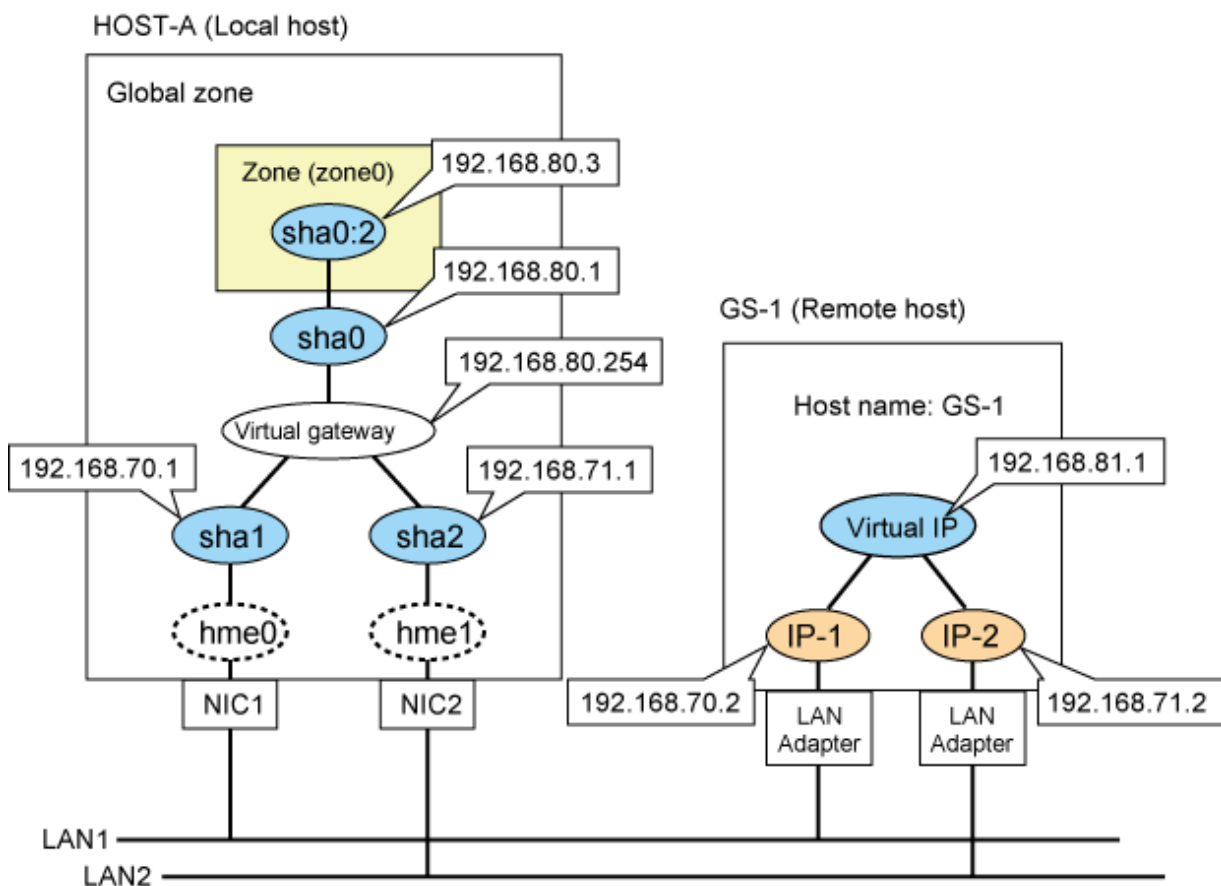 HOST-A (Local host)
Global zone
Zone (zone0)
192.168.80.3
sha0:2
192.168.80.1
sha0
192.168.80.254
Virtual gateway
192.168.70.1
192.168.71.1
sha1
sha2
hme0
hme1
NIC1
NIC2
GS-1 (Remote host)
Host name: GS-1
192.168.81.1
Virtual IP
IP-1
IP-2
192.168.70.2
192.168.71.2
LAN
Adapter
LAN
Adapter
LAN1
LAN2